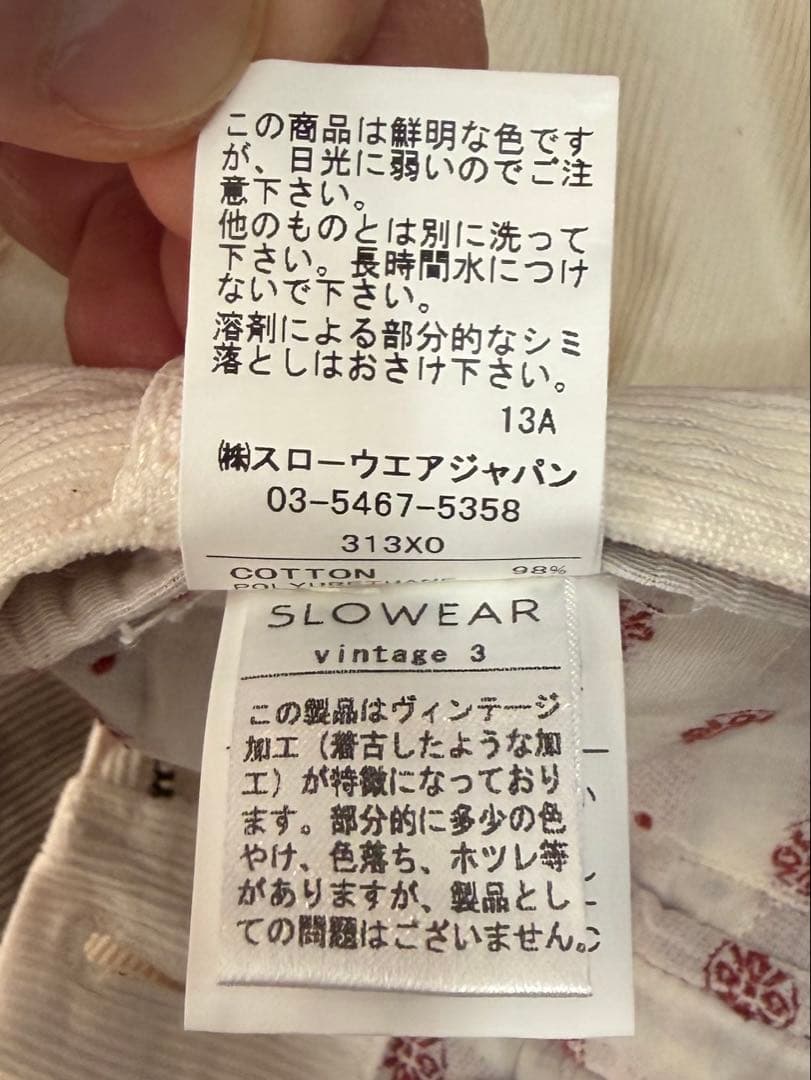 この商品は鮮明な色です
が、日光に弱いのでご注
意下さい。
他のものとは別に洗って
下さい。長時間水につけ
ないで下さい。
溶剤による部分的なシミ
落としはおさけ下さい。
13A
㈱スローウエアジャパン
03-5467-5358
313X0
COTTON 98%
POLYURETHANE
SLOWEAR
vintage 3
この製品はヴィンテージ
加工（着古したような加
工）が特徴になっており
ます。部分的に多少の色
やけ、色落ち、ホツレ等
がありますが、製品とし
ての問題はございません。